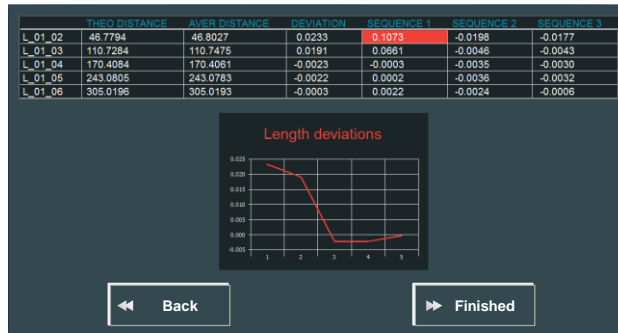 THEO DISTANCE AVER DISTANCE DEVIATION SEQUENCE 1 SEQUENCE 2 SEQUENCE 3
L_01_02 46.7794 46.8027 0.0233 0.1073 -0.0198 -0.0177
L_01_03 110.7284 110.7475 0.0191 0.0661 -0.0046 -0.0043
L_01_04 170.4084 170.4061 -0.0023 -0.0003 -0.0035 -0.0030
L_01_05 243.0805 243.0783 -0.0022 0.0002 -0.0036 -0.0032
L_01_06 305.0196 305.0193 -0.0003 0.0022 -0.0024 -0.0006
Length deviations
0.025
0.020
0.015
0.010
0.005
0.000
-0.005
1 2 3 4 5
Back Finished